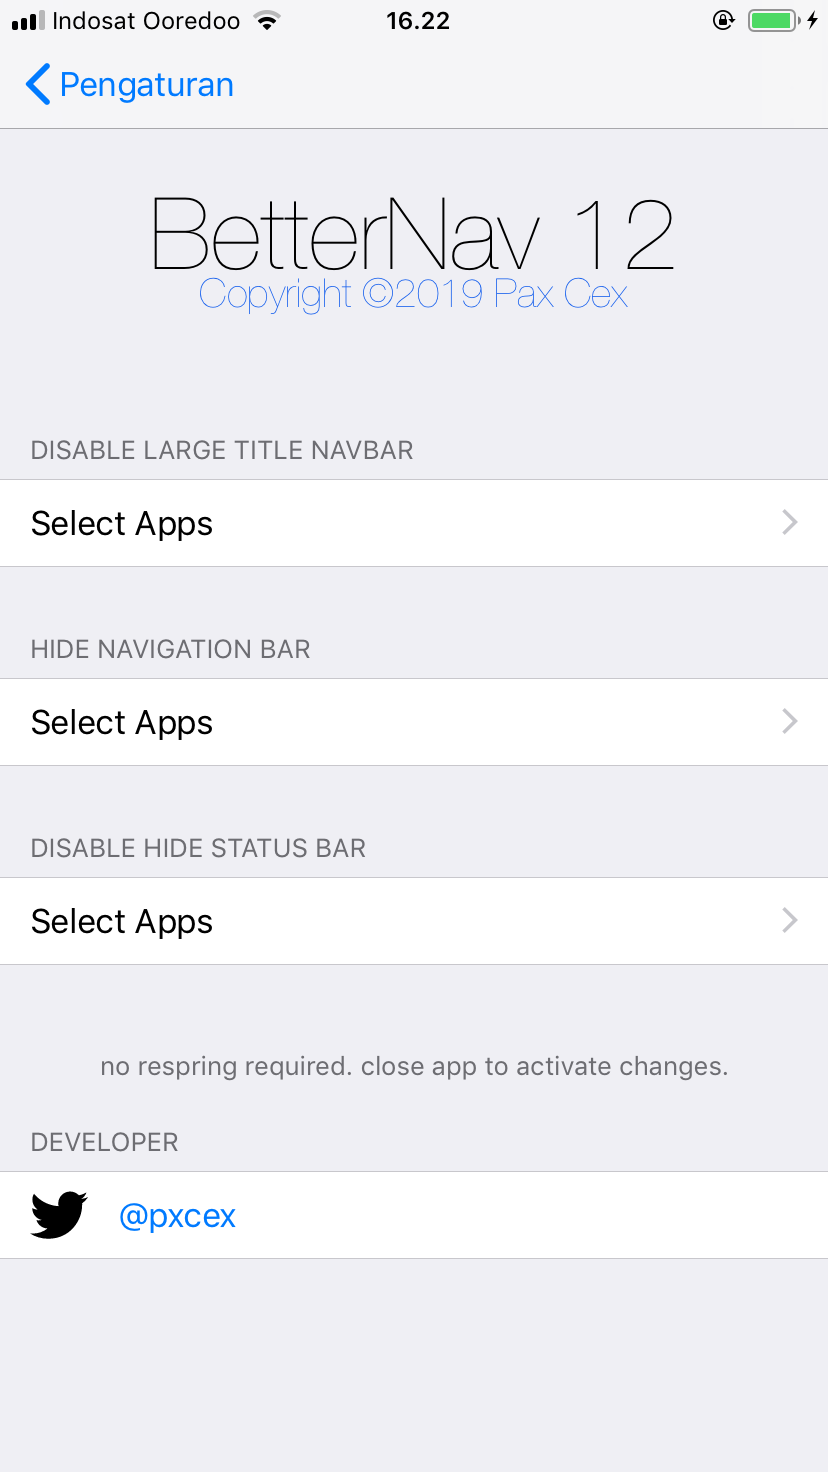 Indosat Ooredoo 16.22
Pengaturan
BetterNav 12
Copyright ©2019 Pax Cex
DISABLE LARGE TITLE NAVBAR
Select Apps
HIDE NAVIGATION BAR
Select Apps
DISABLE HIDE STATUS BAR
Select Apps
no respring required. close app to activate changes.
DEVELOPER
@pxcex